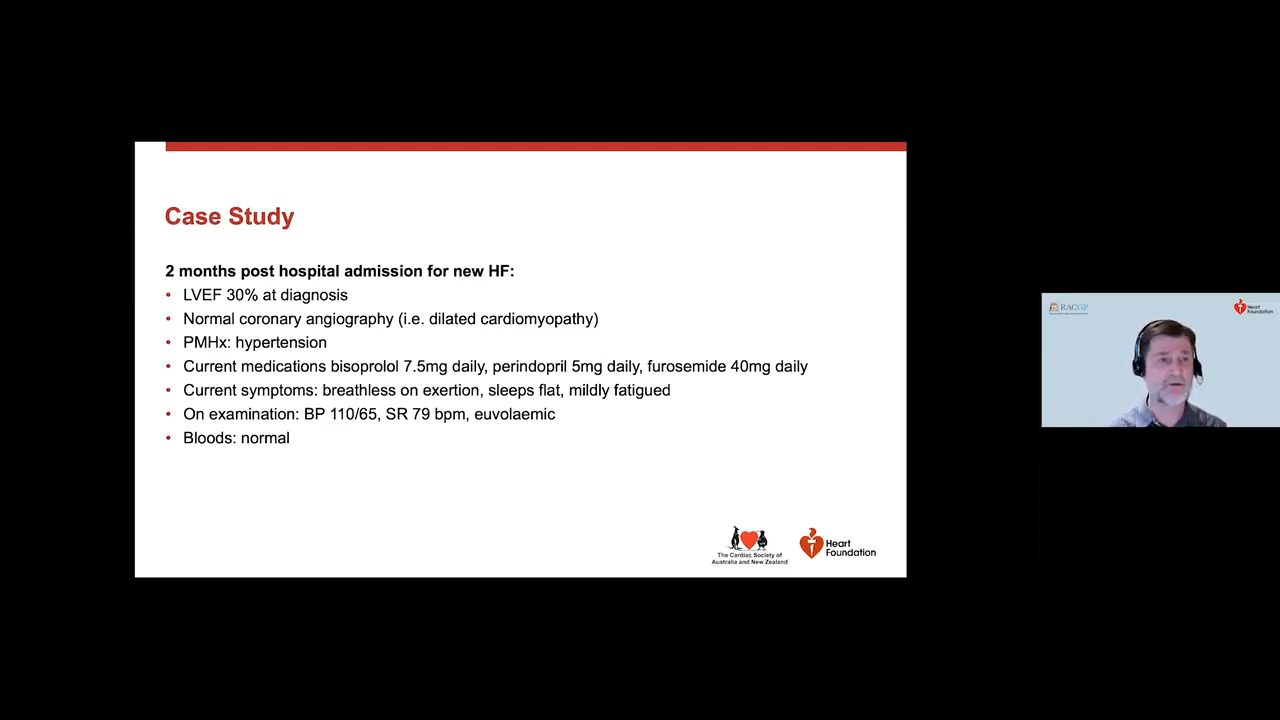 Case Study
2 months post hospital admission for new HF:
• LVEF 30% at diagnosis
• Normal coronary angiography (i.e. dilated cardiomyopathy)
• PMHx: hypertension
• Current medications bisoprolol 7.5mg daily, perindopril 5mg daily, furosemide 40mg daily
• Current symptoms: breathless on exertion, sleeps flat, mildly fatigued
• On examination: BP 110/65, SR 79 bpm, euvolaemic
• Bloods: normal
The Cardiac Society of
Australia and New Zealand
Heart
Foundation
RACGP
Heart
Foundation